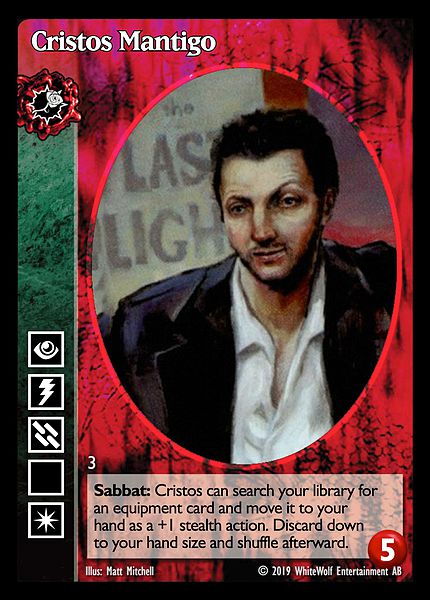 Cristos Mantigo
the
LAS
LIGH
3
Sabbat: Cristos can search your library for
an equipment card and move it to your
hand as a +1 stealth action. Discard down
to your hand size and shuffle afterward.
5
Illus: Matt Mitchell
© 2019 WhiteWolf Entertainment AB